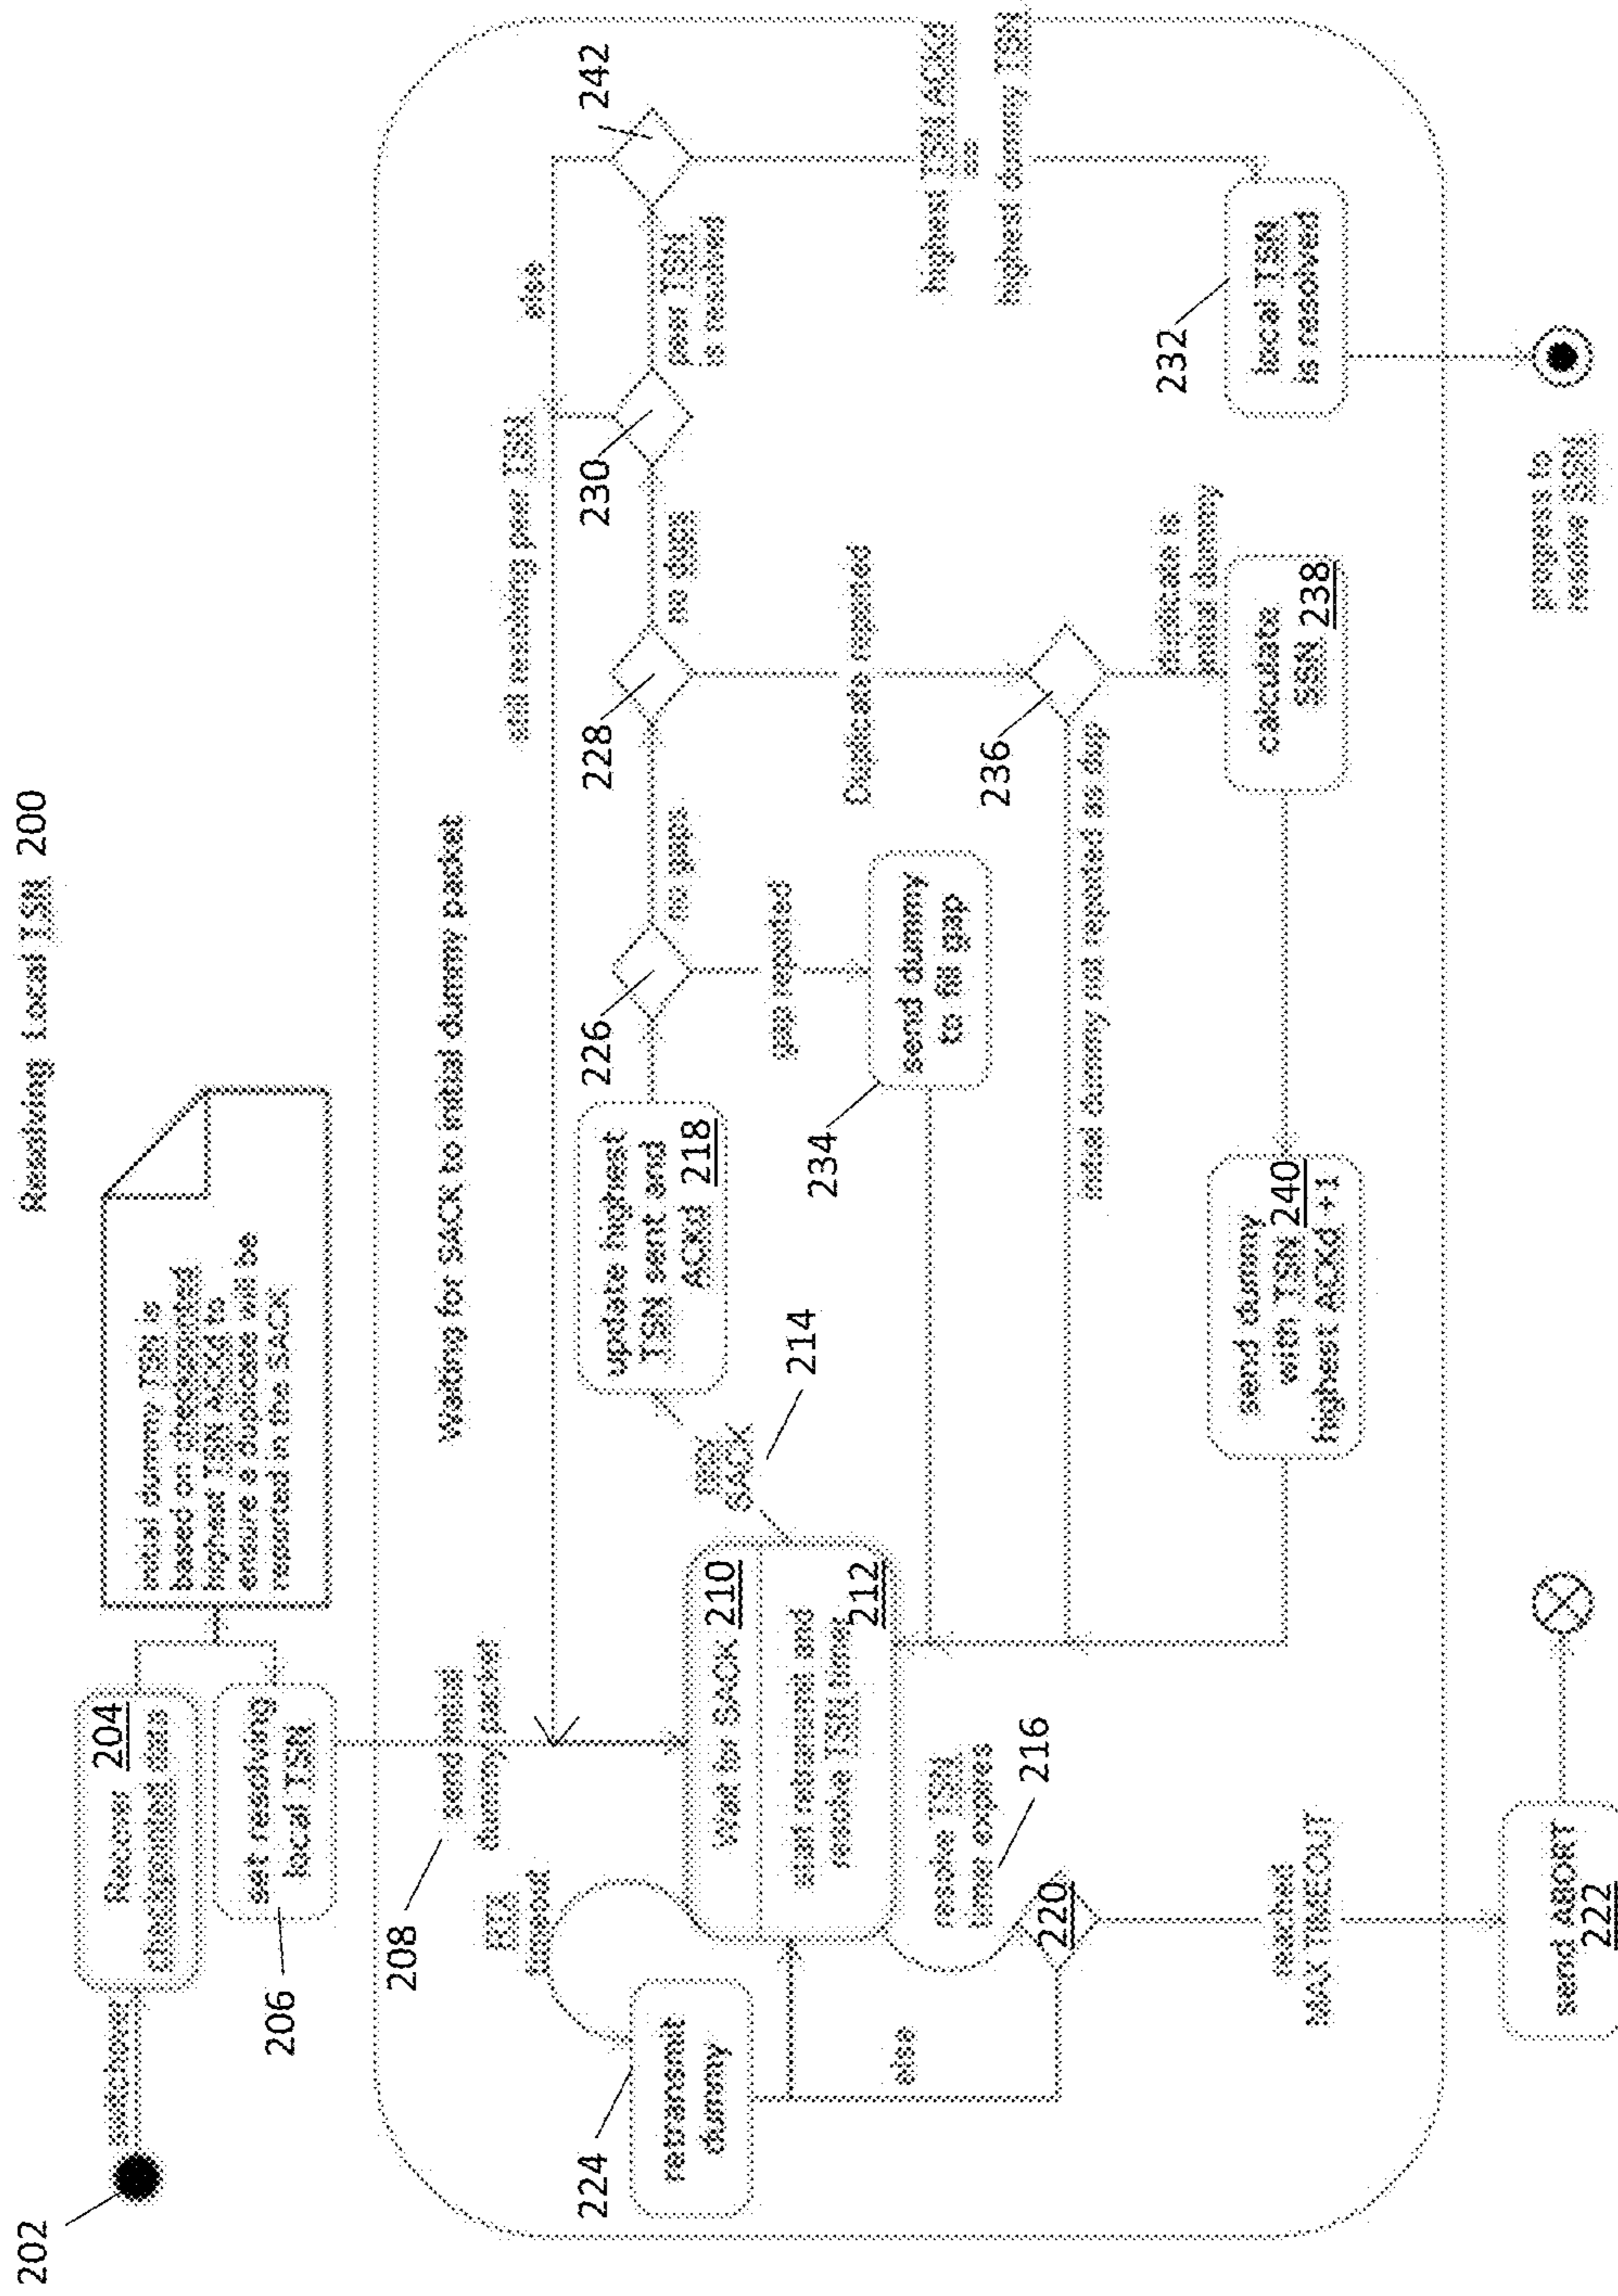 Resolving Local TSN 200
202
switchover
Recover 204
checkpointed data
206
set resolving
local TSN
initial dummy TSN is
based on checkpointed
highest TSN ACKd to
ensure a duplicate will be
reported in the SACK
208
send initial
dummy packet
Waiting for SACK to initial dummy packet
still resolving peer TSN
else
RTX
timeout
224
retransmit
dummy
Wait for SACK 210
start retransmit and
resolve TSN timer
212
SACK
214
update highest
TSN sent and
ACKd 218
226
no gaps
228
no dups
230
peer TSN
is resolved
242
resolve TSN
timer expires
216
220
else
gap reported
234
send dummy
to fill gap
Duplicate reported
236
initial dummy not reported as dup
duplicate is
initial dummy
calculate
SSN 238
send dummy
with TSN 240
highest ACKd +1
highest TSN ACKd
highest dummy TSN
232
local TSN
is resolved
reached
MAX TIMEOUT
send ABORT
222
progress to
resolve SSN